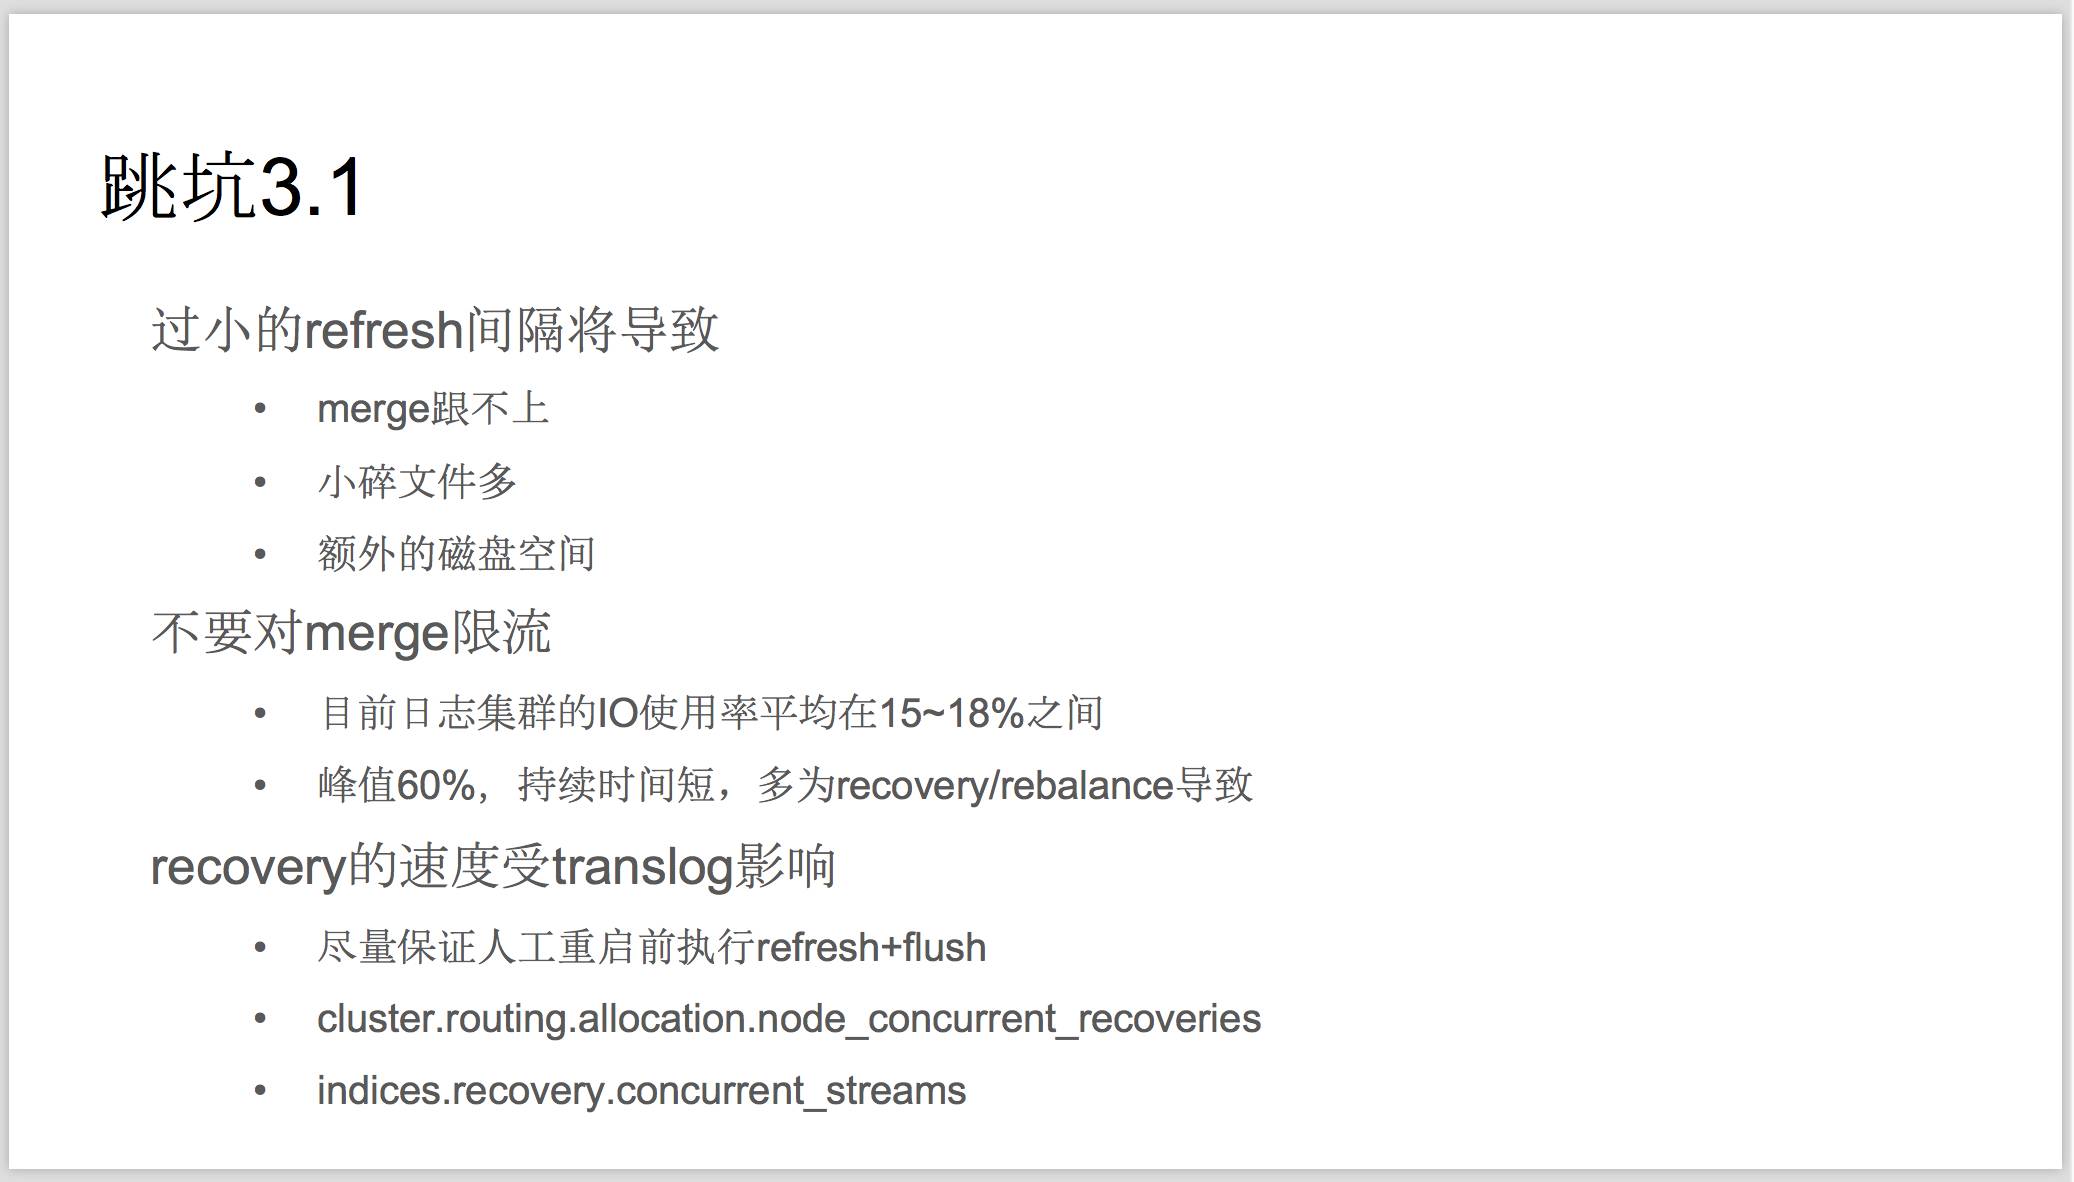 跳坑3.1
过小的refresh间隔将导致
• merge跟不上
• 小碎文件多
• 额外的磁盘空间
不要对merge限流
• 目前日志集群的IO使用率平均在15~18%之间
• 峰值60%，持续时间短，多为recovery/rebalance导致
recovery的速度受translog影响
• 尽量保证人工重启前执行refresh+flush
• cluster.routing.allocation.node_concurrent_recoveries
• indices.recovery.concurrent_streams